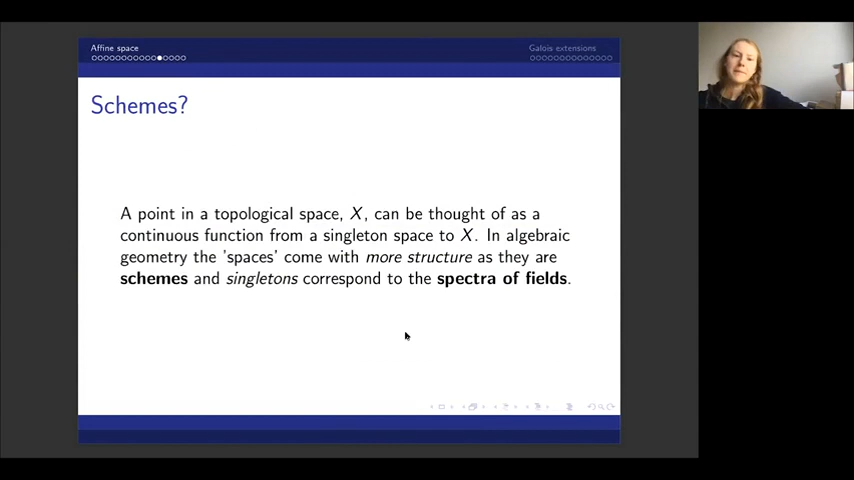 Affine space
Galois extensions
Schemes?
A point in a topological space, X, can be thought of as a
continuous function from a singleton space to X. In algebraic
geometry the 'spaces' come with more structure as they are
schemes and singletons correspond to the spectra of fields.